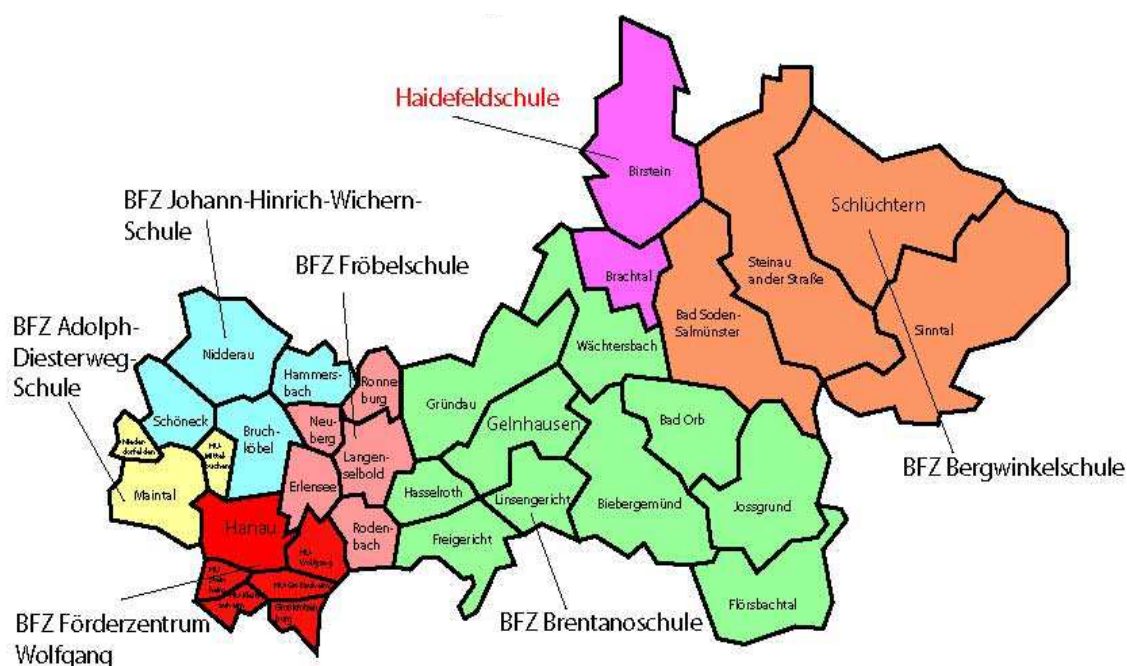 Haidefeldschule
Birstein
BFZ Johann-Hinrich-Wichern-
Schule
Schlüchtern
BFZ Fröbelschule
Brachtal
Steinau
an der Straße
Bad Soden-
Salmünster
Sinntal
BFZ Adolph-
Diesterweg-
Schule
Nidderau
Wächtersbach
Hammers-
bach
Ronne
burg
Gründau
Schöneck
Bruch-
köbel
Neu-
berg
Gelnhausen
Bad Orb
Langen-
selbold
BFZ Bergwinkelschule
Maintal
Erlensee
Hasselroth
Linsengericht
Biebergemünd
Jossgrund
Hanau
Roden-
bach
Freigericht
HU-
Wolfgang
Flörsbachtal
BFZ Förderzentrum
Wolfgang
BFZ Brentanoschule